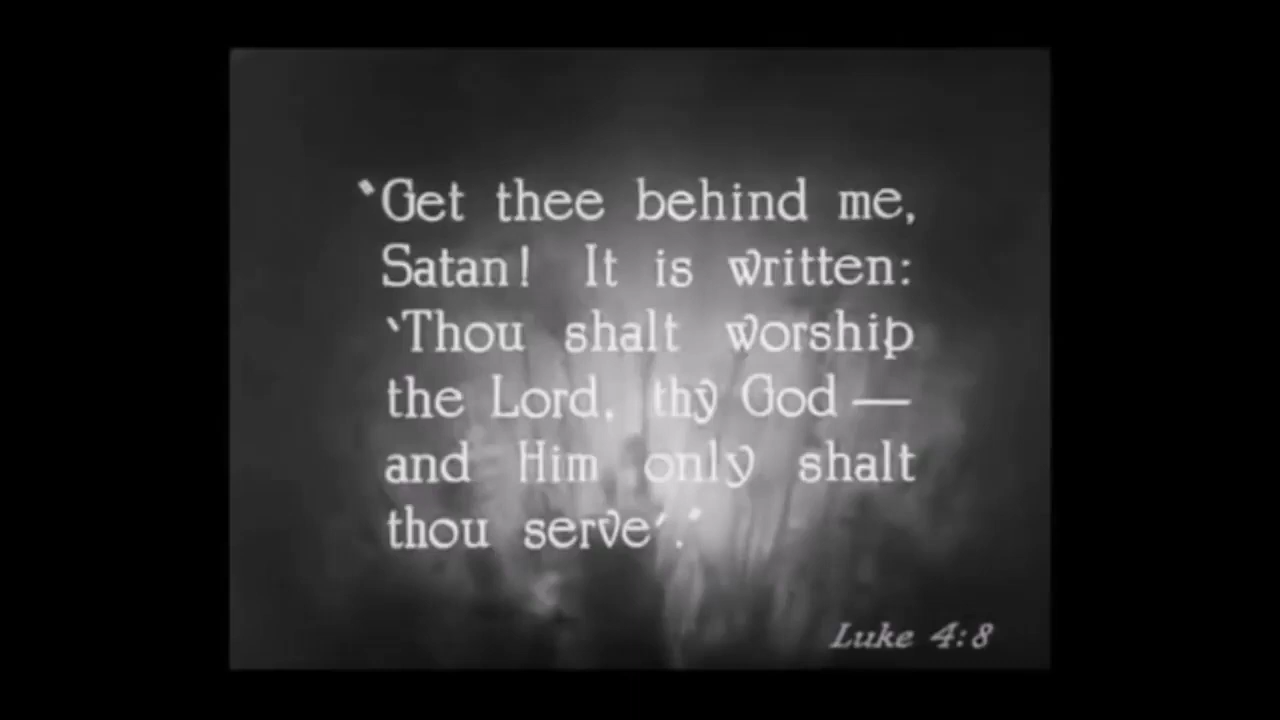 "Get thee behind me,
Satan! It is written:
'Thou shalt worship
the Lord, thy God —
and Him only shalt
thou serve'."
Luke 4:8